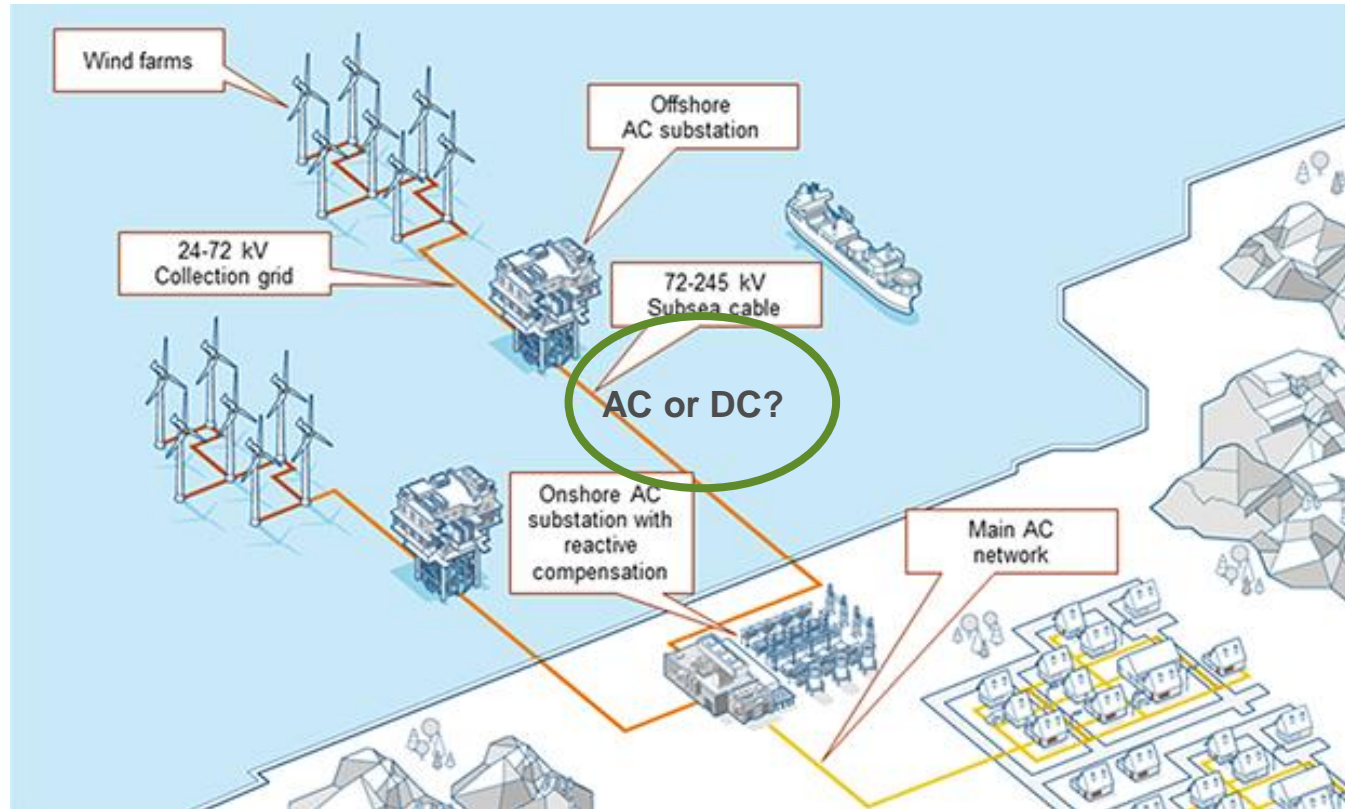 Wind farms
Offshore
AC substation
24-72 kV
Collection grid
72-245 kV
Subsea cable
AC or DC?
Onshore AC
substation with
reactive
compensation
Main AC
network